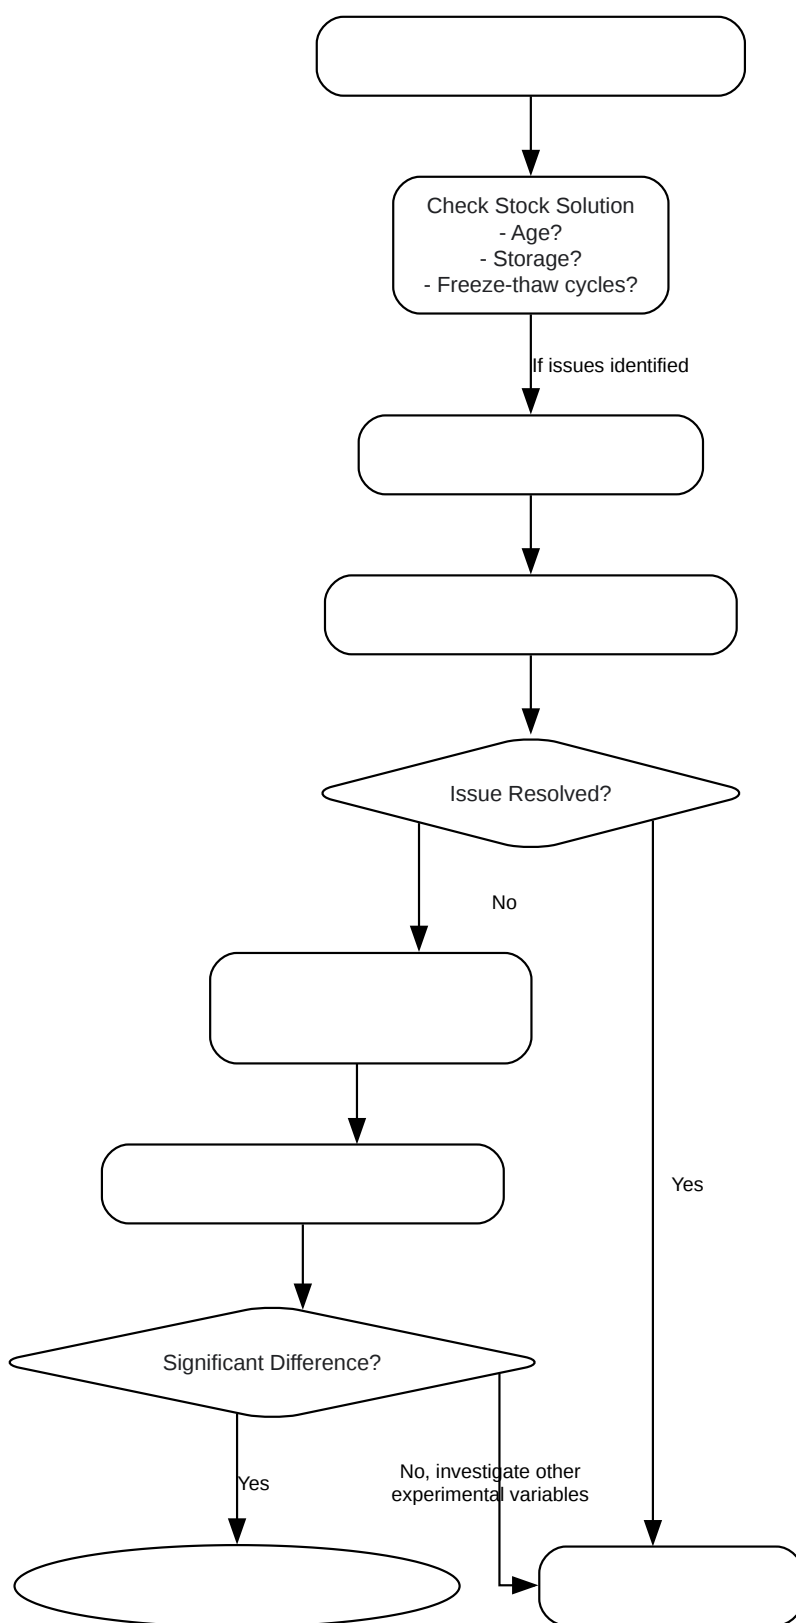 Check Stock Solution
- Age?
- Storage?
- Freeze-thaw cycles?
If issues identified
Issue Resolved?
No
Yes
Significant Difference?
Yes
No, investigate other
experimental variables